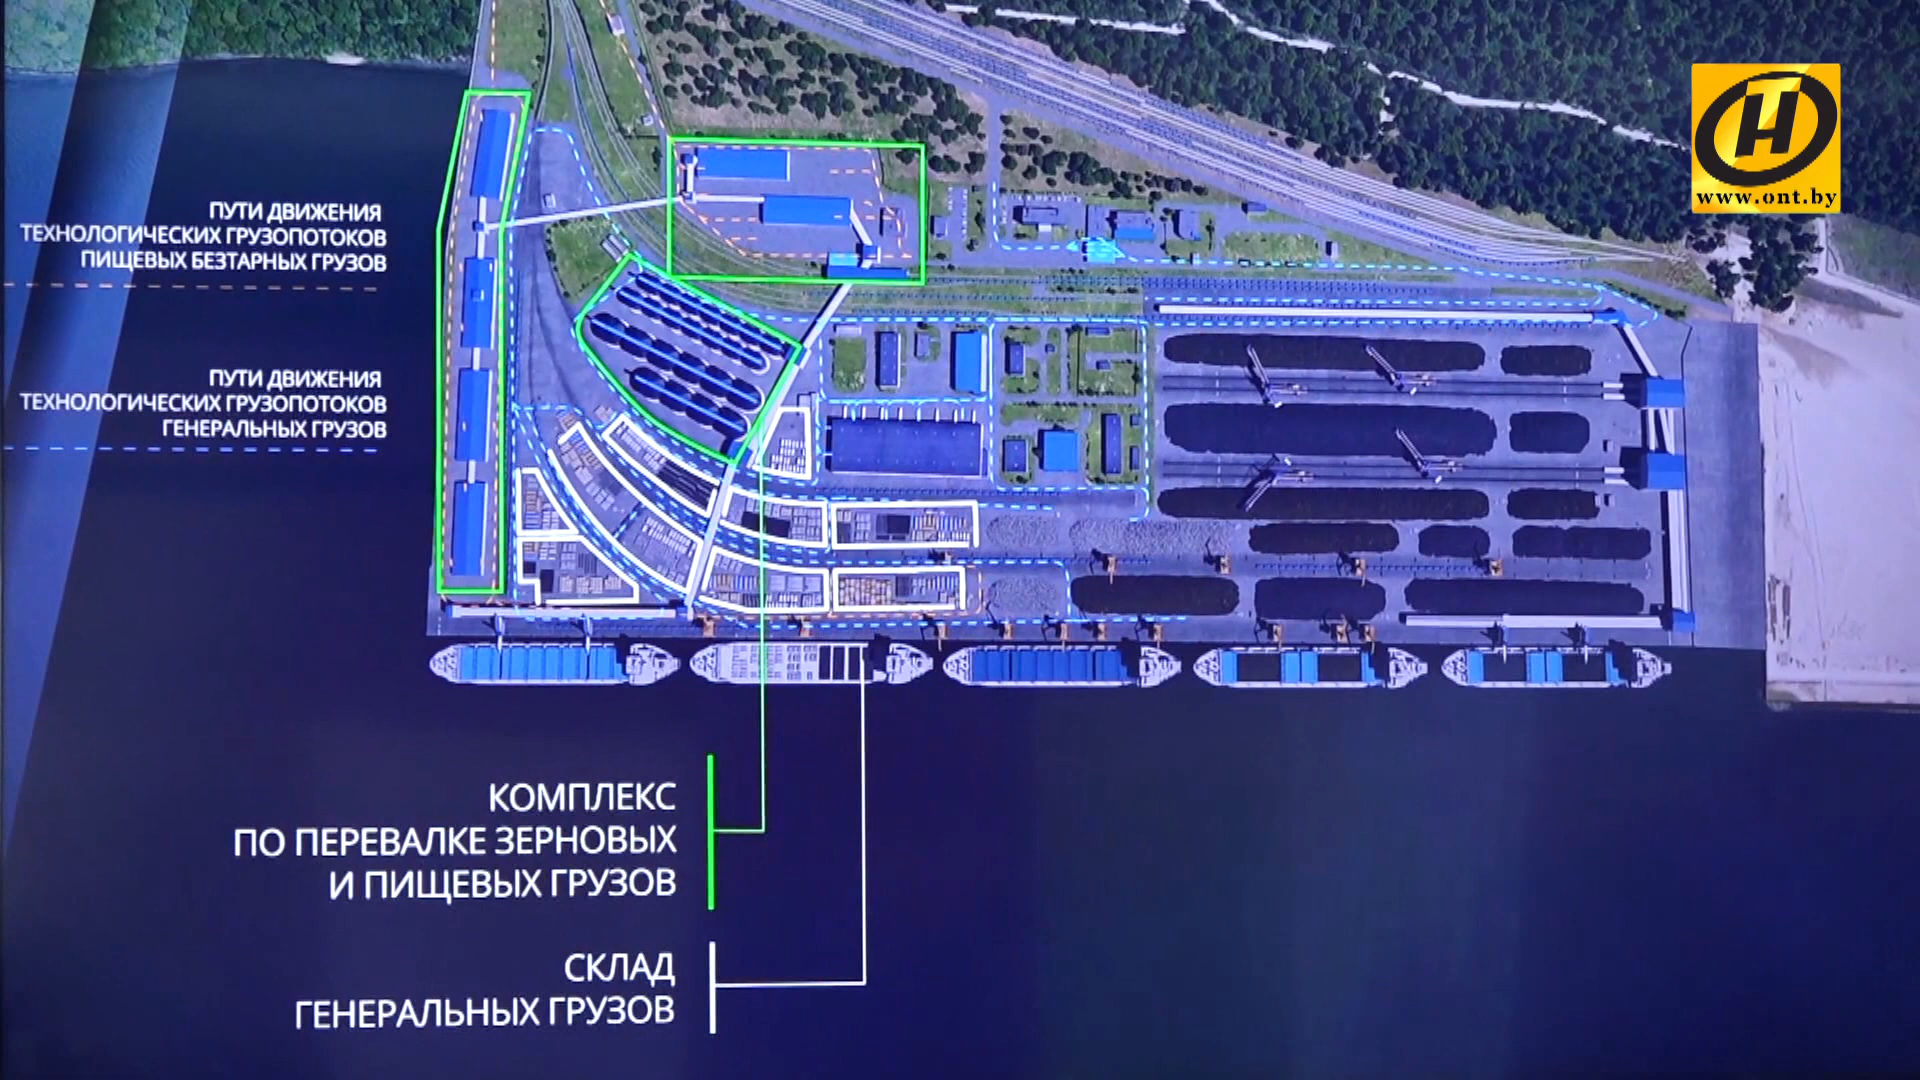 ПУТИ ДВИЖЕНИЯ
ТЕХНОЛОГИЧЕСКИХ ГРУЗОПОТОКОВ
ПИЩЕВЫХ БЕЗТАРНЫХ ГРУЗОВ
ПУТИ ДВИЖЕНИЯ
ТЕХНОЛОГИЧЕСКИХ ГРУЗОПОТОКОВ
ГЕНЕРАЛЬНЫХ ГРУЗОВ
КОМПЛЕКС
ПО ПЕРЕВАЛКЕ ЗЕРНОВЫХ
И ПИЩЕВЫХ ГРУЗОВ
СКЛАД
ГЕНЕРАЛЬНЫХ ГРУЗОВ
ОНТ
www.ont.by